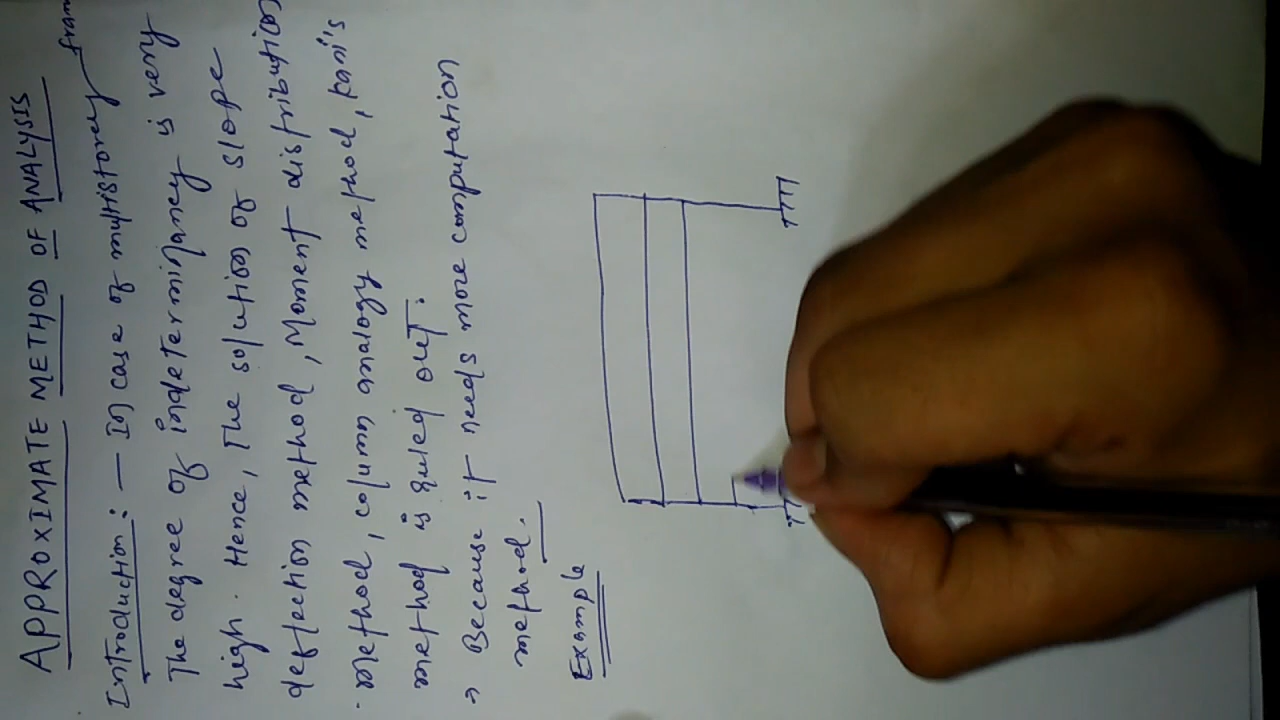 APPROXIMATE METHOD OF ANALYSIS
Introduction: - In case of multistorey fram
The degree of indeterminancy is very
high. Hence, The solution of slope
deflection method, Moment distribution
method, column analogy method, Kani's
method is ruled out.
→ Because it needs more computation
method.
Example